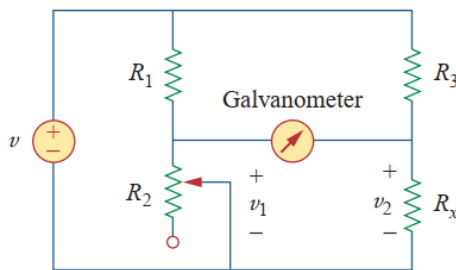 R1
R3
Galvanometer
+
−
v
R2
+
v1
−
+
v2
−
Rx